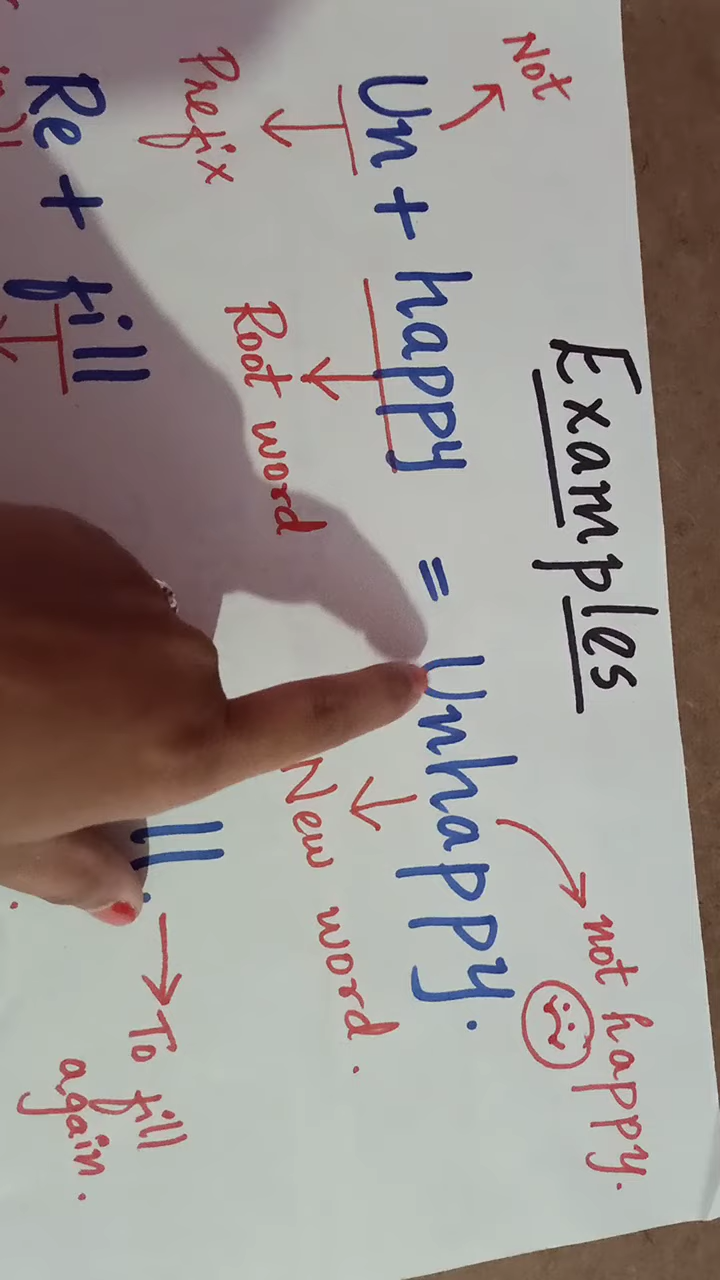 Examples
Not
not happy.
Un + happy = Unhappy.
Prefix
Root word
New word.
Re + fill
To fill
again.